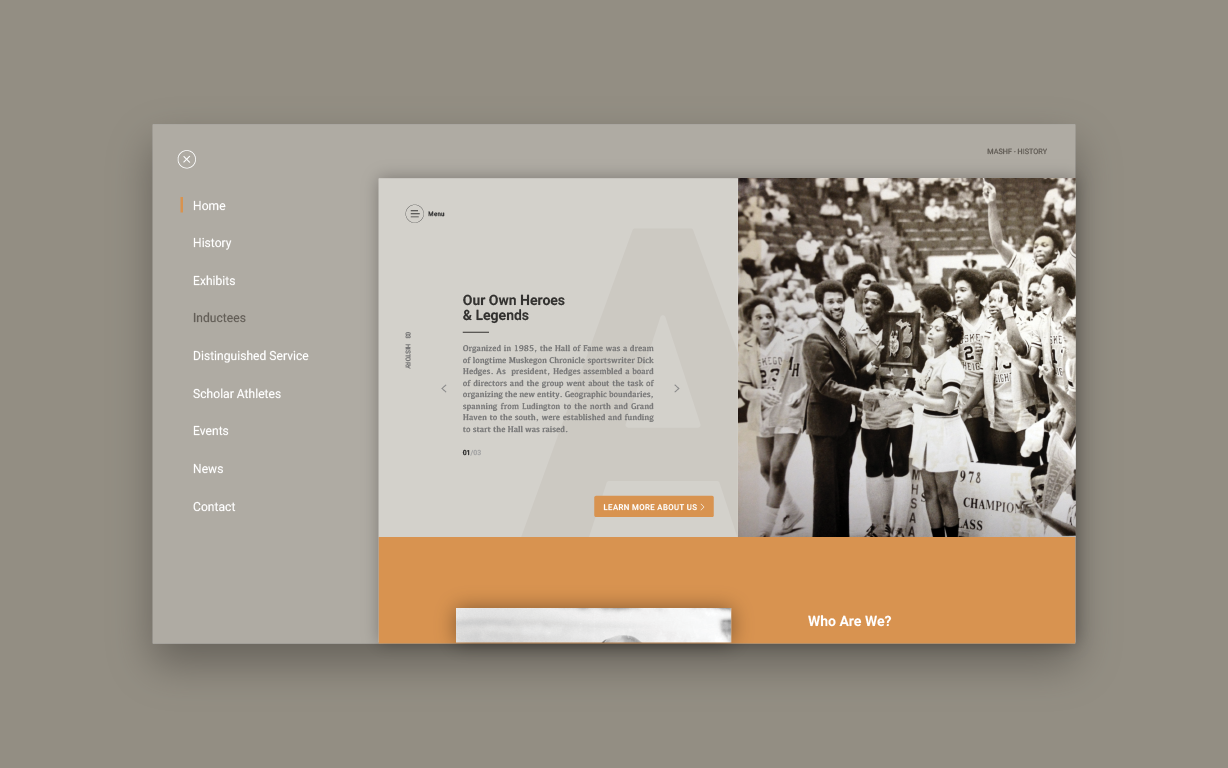 MASHF - HISTORY
Home
History
Exhibits
Inductees
Distinguished Service
Scholar Athletes
Events
News
Contact
Menu
03 HISTORY
Our Own Heroes
& Legends
Organized in 1985, the Hall of Fame was a dream
of longtime Muskegon Chronicle sportswriter Dick
Hedges. As president, Hedges assembled a board
of directors and the group went about the task of
organizing the new entity. Geographic boundaries,
spanning from Ludington to the north and Grand
Haven to the south, were established and funding
to start the Hall was raised.
01/03
LEARN MORE ABOUT US
A
23
1978
CHAMPION
CLASS
MHSAA
Who Are We?